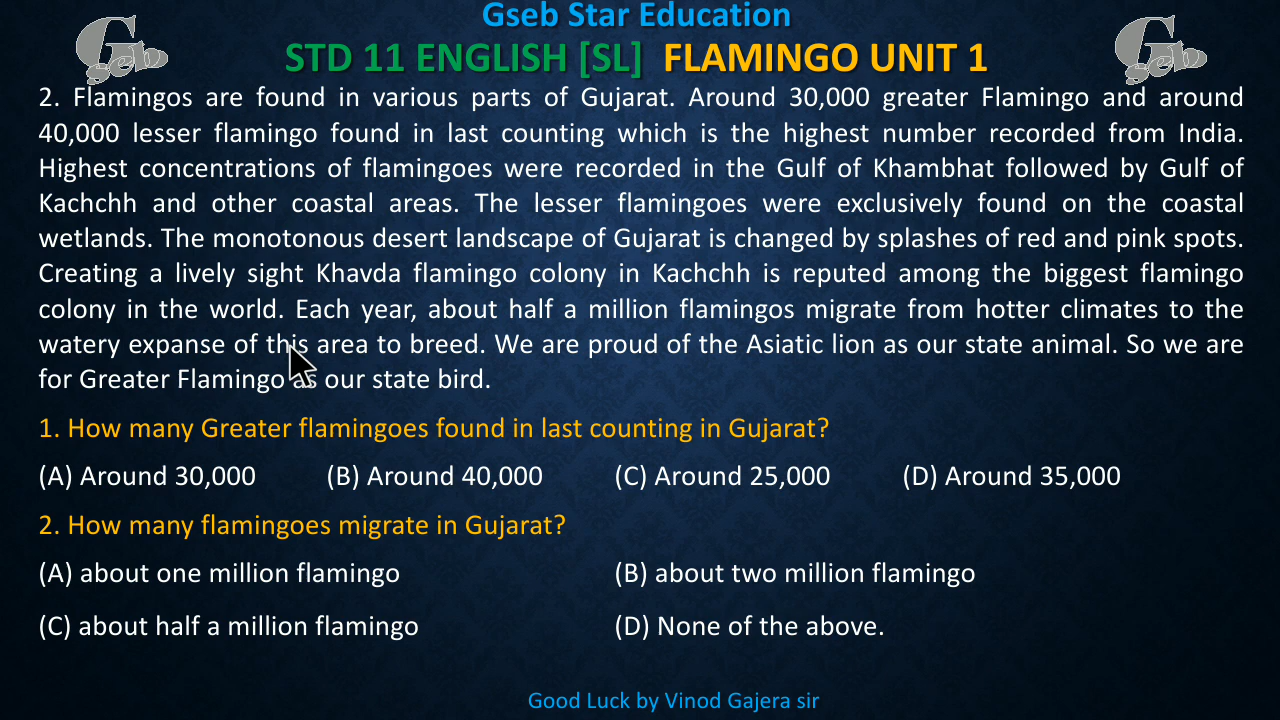 Gseb Star Education
STD 11 ENGLISH [SL] FLAMINGO UNIT 1
Gseb
Gseb
2. Flamingos are found in various parts of Gujarat. Around 30,000 greater Flamingo and around
40,000 lesser flamingo found in last counting which is the highest number recorded from India.
Highest concentrations of flamingoes were recorded in the Gulf of Khambhat followed by Gulf of
Kachchh and other coastal areas. The lesser flamingoes were exclusively found on the coastal
wetlands. The monotonous desert landscape of Gujarat is changed by splashes of red and pink spots.
Creating a lively sight Khavda flamingo colony in Kachchh is reputed among the biggest flamingo
colony in the world. Each year, about half a million flamingos migrate from hotter climates to the
watery expanse of this area to breed. We are proud of the Asiatic lion as our state animal. So we are
for Greater Flamingo as our state bird.
1. How many Greater flamingoes found in last counting in Gujarat?
(A) Around 30,000 (B) Around 40,000 (C) Around 25,000 (D) Around 35,000
2. How many flamingoes migrate in Gujarat?
(A) about one million flamingo (B) about two million flamingo
(C) about half a million flamingo (D) None of the above.
Good Luck by Vinod Gajera sir